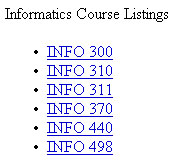 Informatics Course Listings
INFO 300
INFO 310
INFO 311
INFO 370
INFO 440
INFO 498